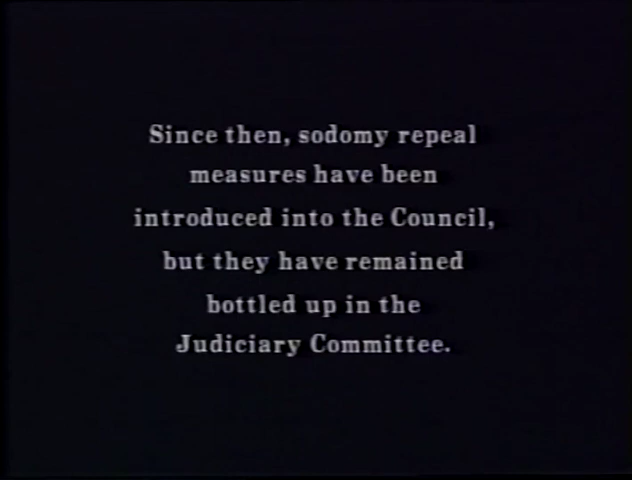 Since then, sodomy repeal
measures have been
introduced into the Council,
but they have remained
bottled up in the
Judiciary Committee.